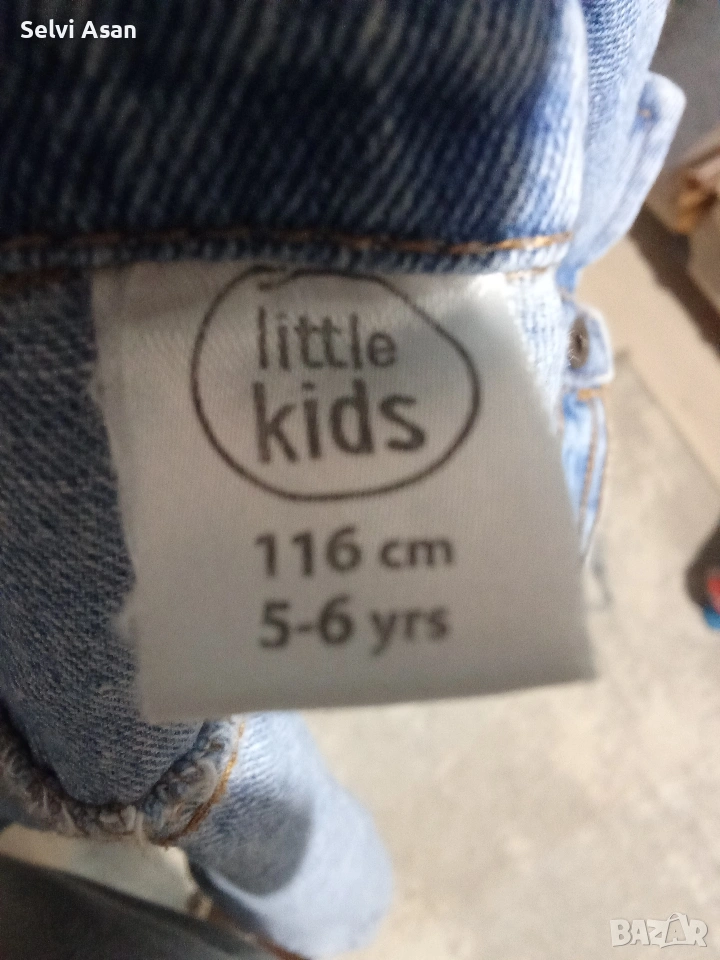 Selvi Asan
little
kids
116 cm
5-6 yrs
BAZAR